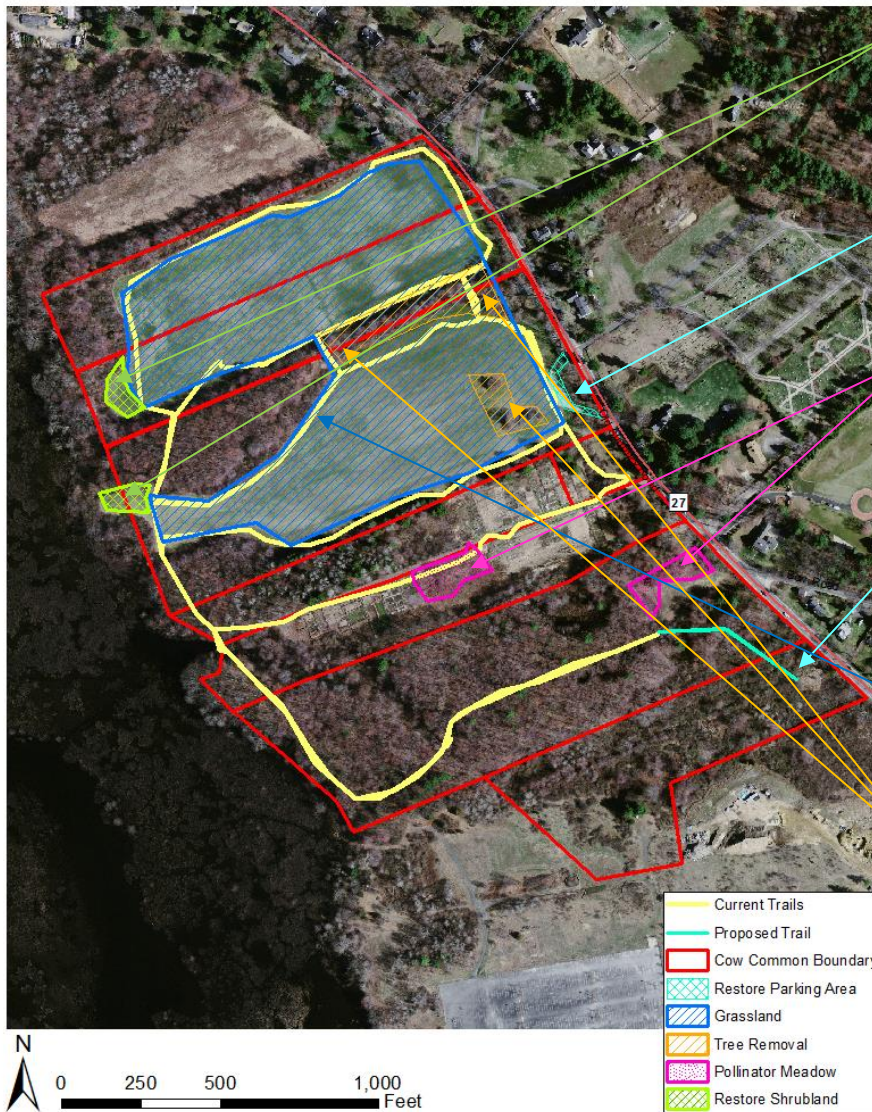 27
Current Trails
Proposed Trail
Cow Common Boundary
Restore Parking Area
Grassland
Tree Removal
Pollinator Meadow
Restore Shrubland
N
0 250 500 1,000
Feet